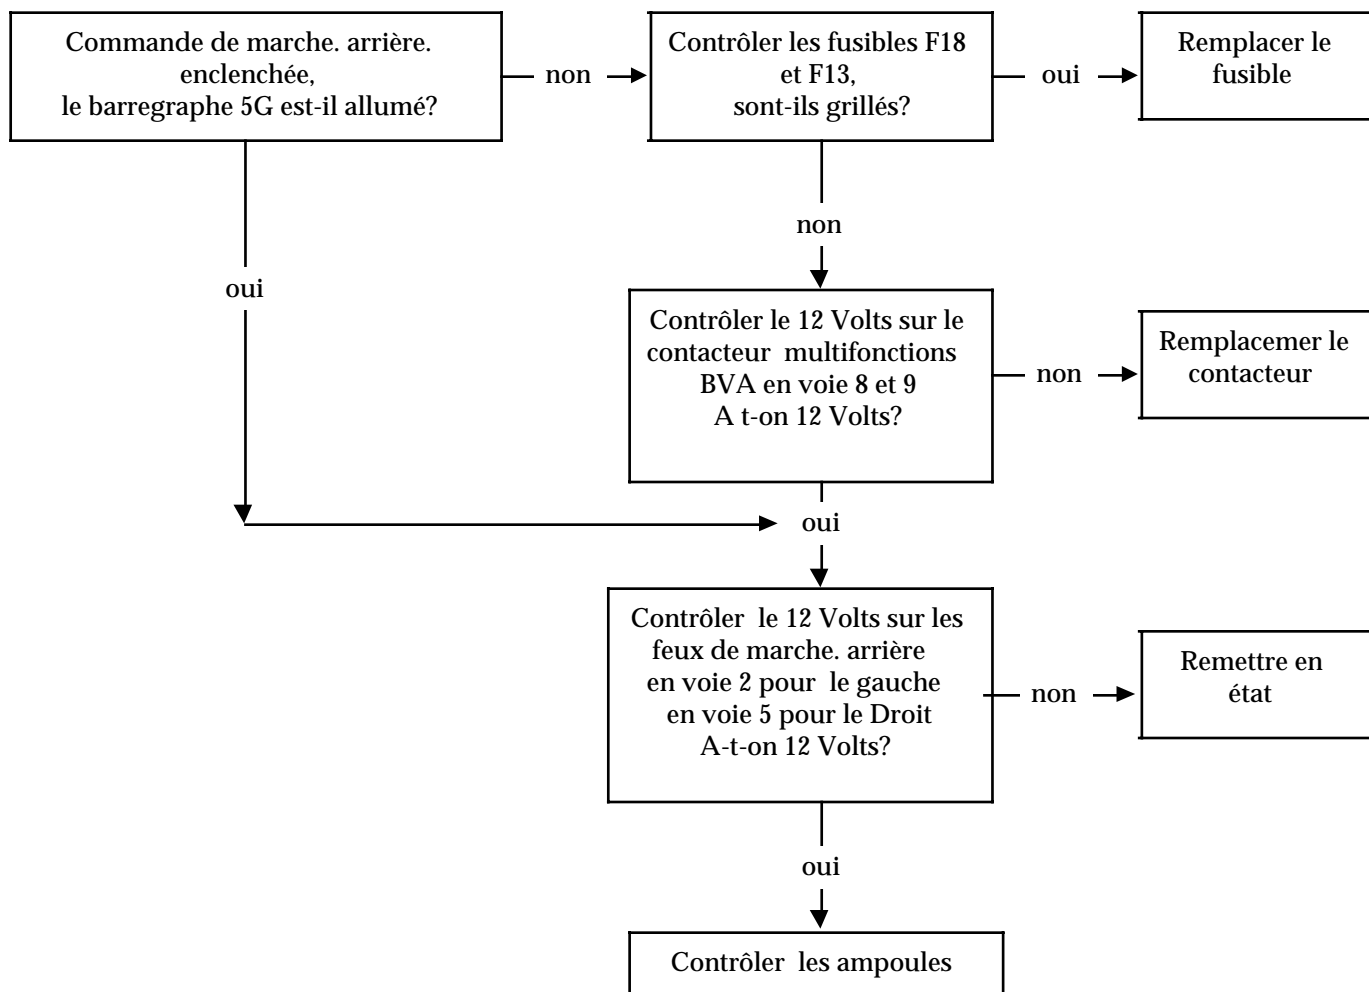 Commande de marche. arrière.
enclenchée,
le barregraphe 5G est-il allumé?
non
Contrôler les fusibles F18
et F13,
sont-ils grillés?
oui
Remplacer le
fusible
non
oui
Contrôler le 12 Volts sur le
contacteur multifonctions
BVA en voie 8 et 9
A t-on 12 Volts?
non
Remplacemer le
contacteur
oui
Contrôler le 12 Volts sur les
feux de marche. arrière
en voie 2 pour le gauche
en voie 5 pour le Droit
A-t-on 12 Volts?
non
Remettre en
état
oui
Contrôler les ampoules